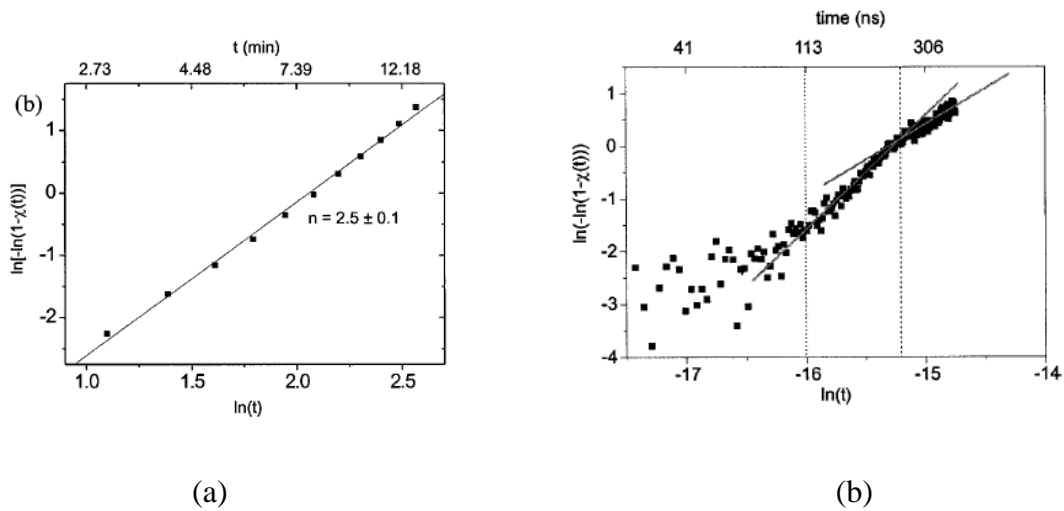 t (min)
2.73 4.48 7.39 12.18
(b)
1
0
-1
-2
ln[-ln(1-χ(t))]
n = 2.5 ± 0.1
1.0 1.5 2.0 2.5
ln(t)
(a)
time (ns)
41 113 306
1
0
-1
-2
-3
-4
ln(-ln(1-χ(t)))
-17 -16 -15 -14
ln(t)
(b)